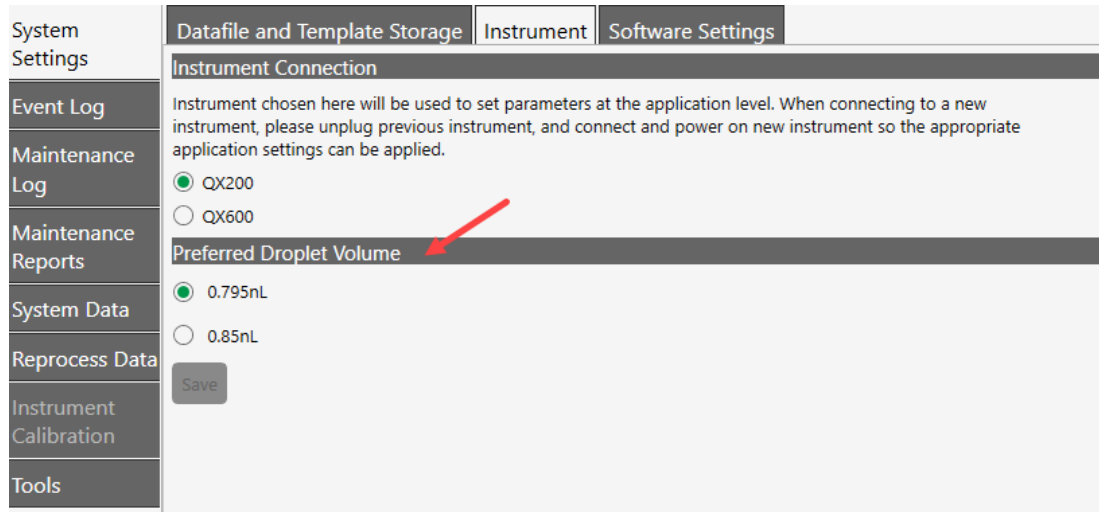 System
Settings
Event Log
Maintenance
Log
Maintenance
Reports
System Data
Reprocess Data
Instrument
Calibration
Tools
Datafile and Template Storage
Instrument
Software Settings
Instrument Connection
Instrument chosen here will be used to set parameters at the application level. When connecting to a new
instrument, please unplug previous instrument, and connect and power on new instrument so the appropriate
application settings can be applied.
QX200
QX600
Preferred Droplet Volume
0.795nL
0.85nL
Save